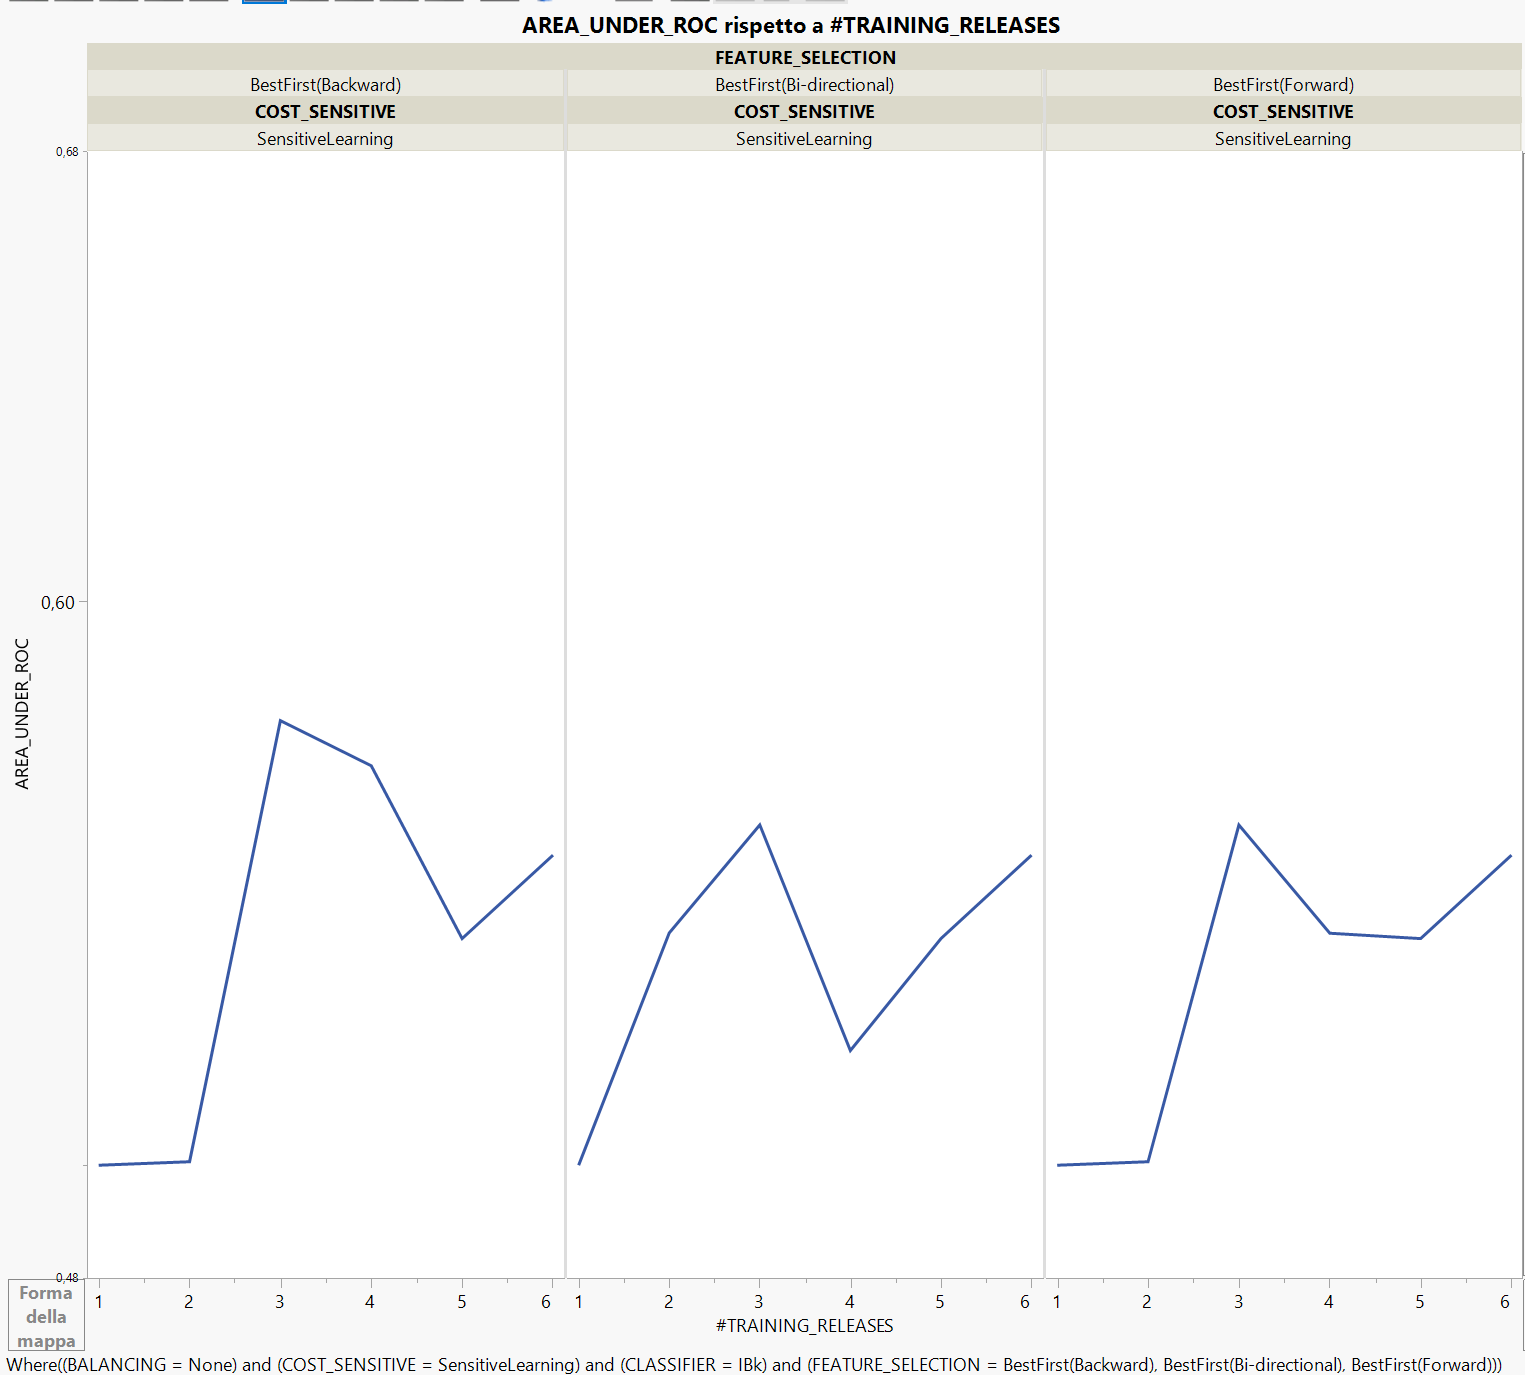 AREA_UNDER_ROC rispetto a #TRAINING_RELEASES
FEATURE_SELECTION
BestFirst(Backward) BestFirst(Bi-directional) BestFirst(Forward)
COST_SENSITIVE COST_SENSITIVE COST_SENSITIVE
SensitiveLearning SensitiveLearning SensitiveLearning
0,68
0,60
AREA_UNDER_ROC
0,48
Forma
della
mappa
1 2 3 4 5 6 1 2 3 4 5 6 1 2 3 4 5 6
#TRAINING_RELEASES
Where((BALANCING = None) and (COST_SENSITIVE = SensitiveLearning) and (CLASSIFIER = IBk) and (FEATURE_SELECTION = BestFirst(Backward), BestFirst(Bi-directional), BestFirst(Forward)))